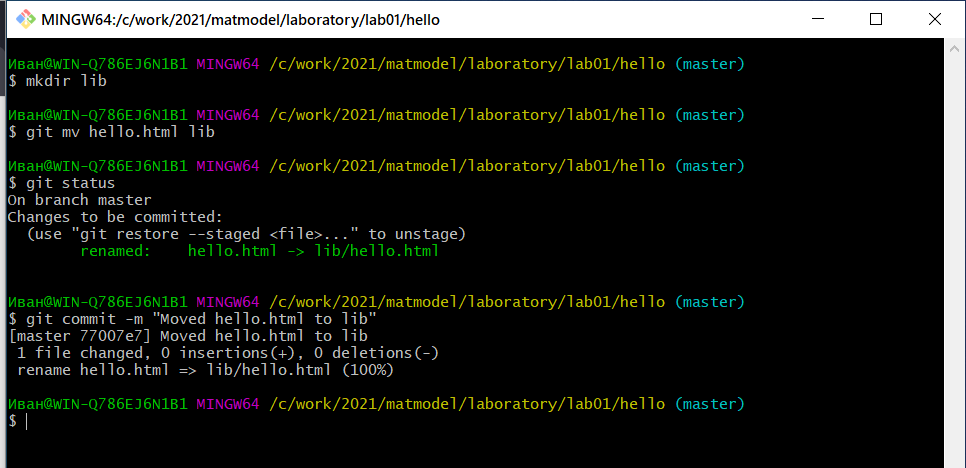 MINGW64:/c/work/2021/matmodel/laboratory/lab01/hello
Иван@WIN-Q786EJ6N1B1 MINGW64 /c/work/2021/matmodel/laboratory/lab01/hello (master)
$ mkdir lib
Иван@WIN-Q786EJ6N1B1 MINGW64 /c/work/2021/matmodel/laboratory/lab01/hello (master)
$ git mv hello.html lib
Иван@WIN-Q786EJ6N1B1 MINGW64 /c/work/2021/matmodel/laboratory/lab01/hello (master)
$ git status
On branch master
Changes to be committed:
  (use "git restore --staged <file>..." to unstage)
        renamed:    hello.html -> lib/hello.html
Иван@WIN-Q786EJ6N1B1 MINGW64 /c/work/2021/matmodel/laboratory/lab01/hello (master)
$ git commit -m "Moved hello.html to lib"
[master 77007e7] Moved hello.html to lib
 1 file changed, 0 insertions(+), 0 deletions(-)
 rename hello.html => lib/hello.html (100%)
Иван@WIN-Q786EJ6N1B1 MINGW64 /c/work/2021/matmodel/laboratory/lab01/hello (master)
$